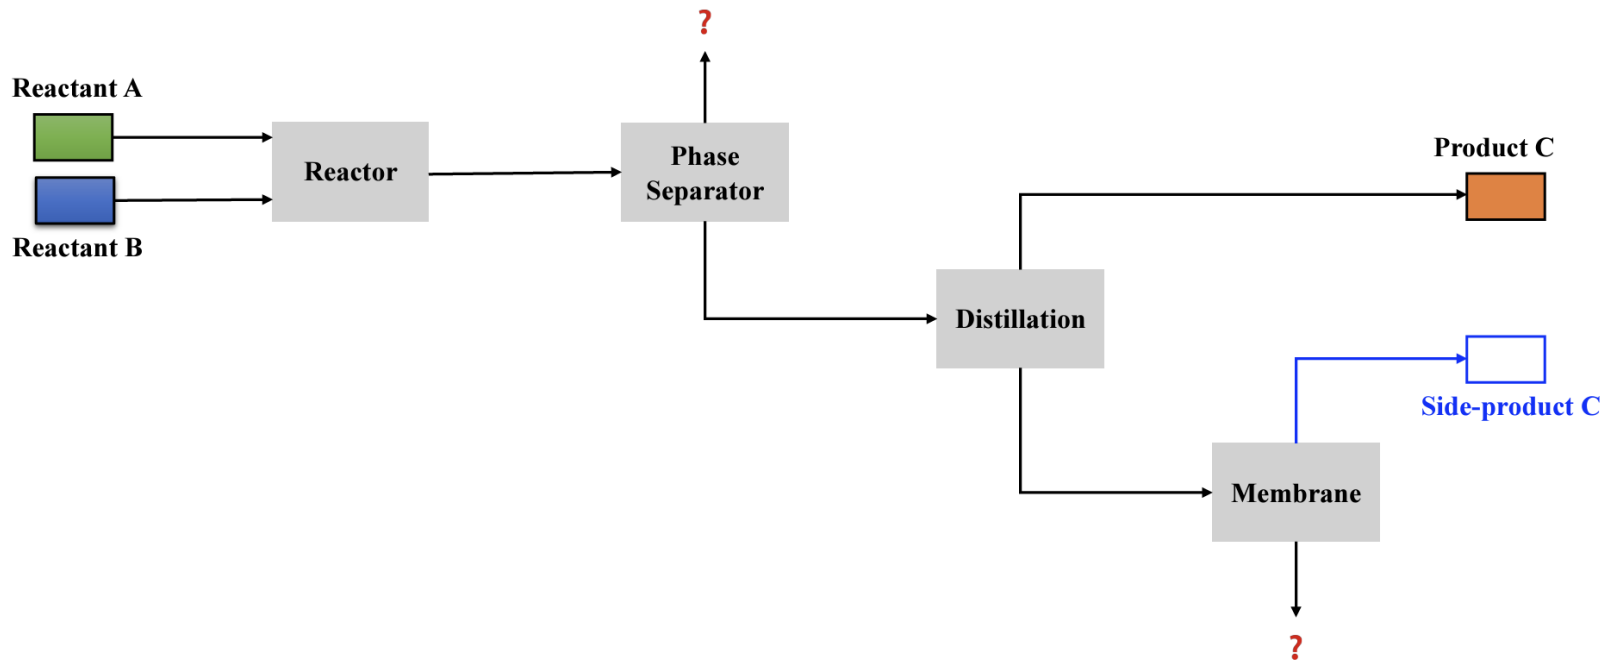 ?
Reactant A
Reactor
Reactant B
Phase
Separator
Product C
Distillation
Side-product C
Membrane
?